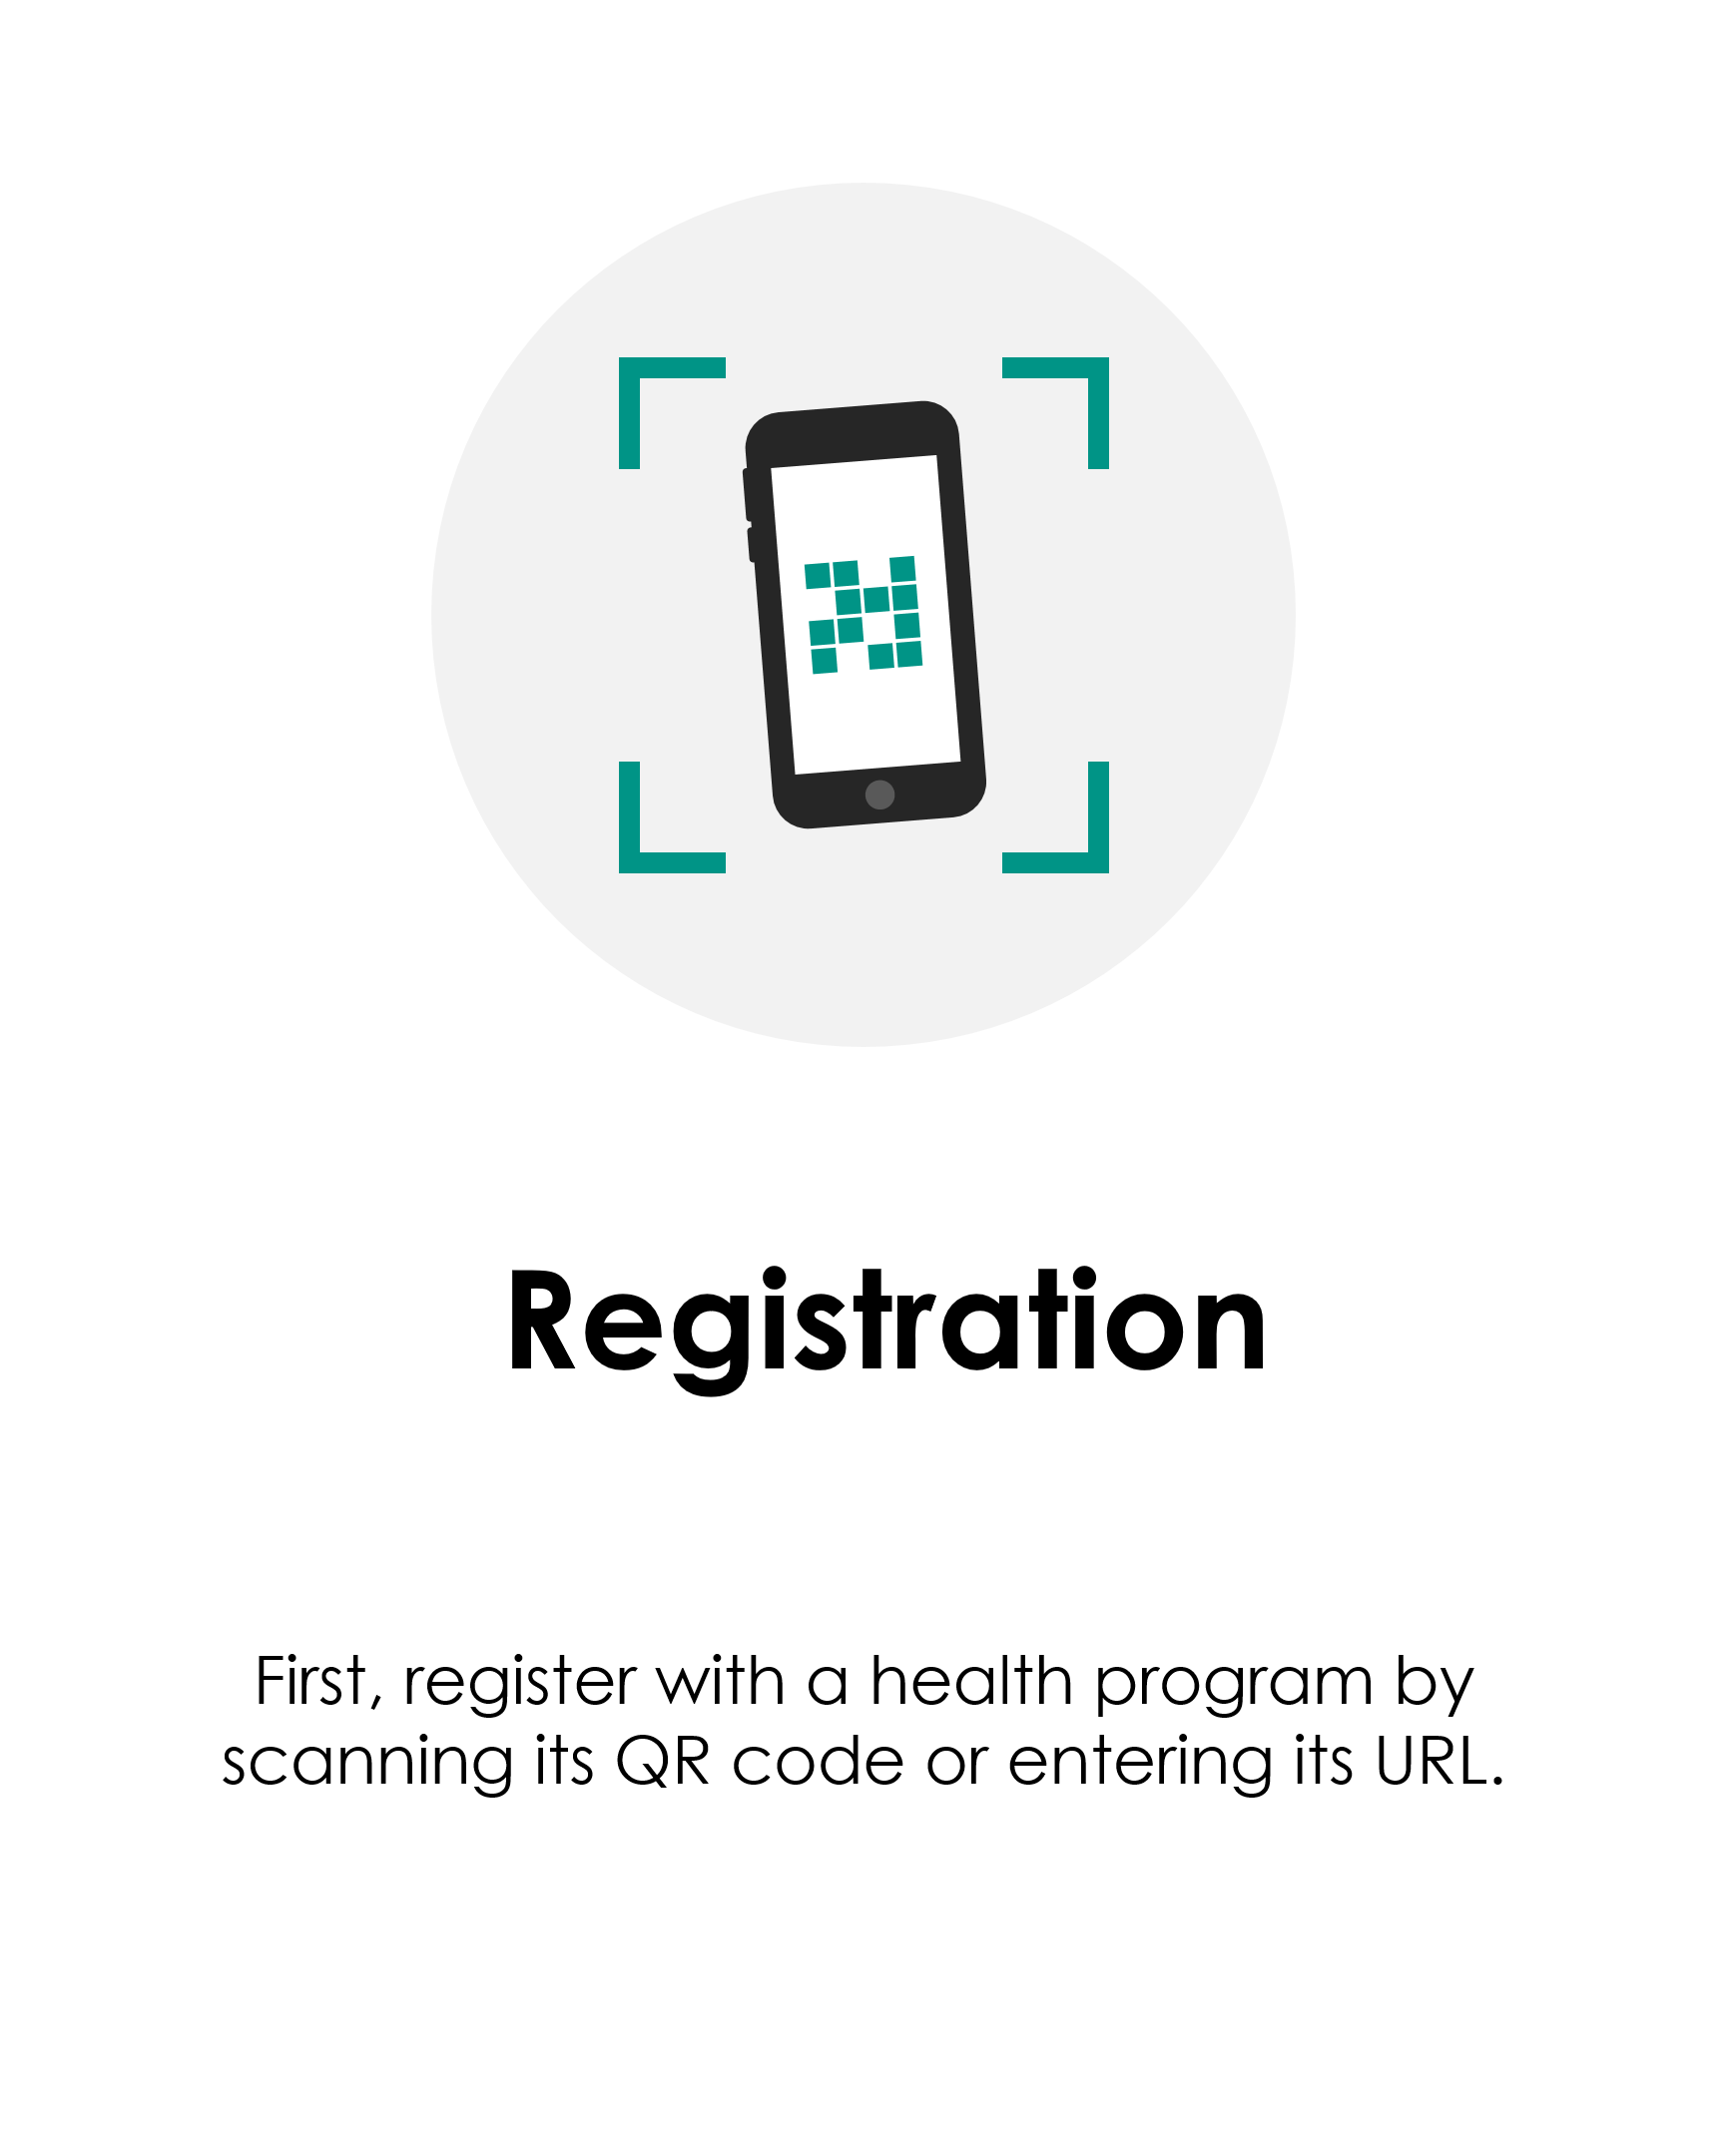 Registration
First, register with a health program by
scanning its QR code or entering its URL.